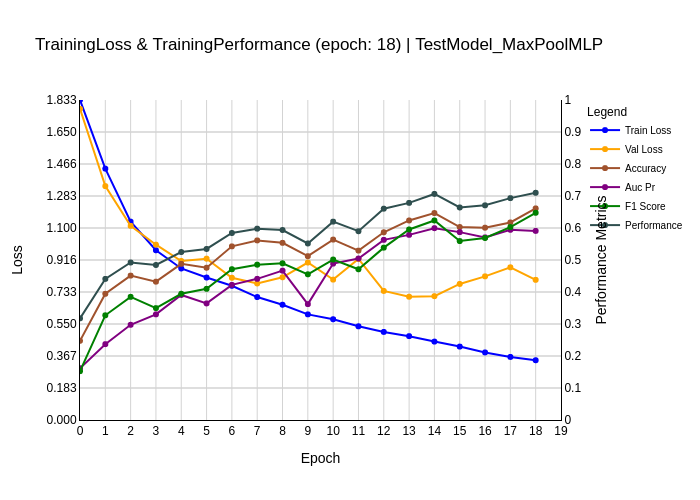 TrainingLoss & TrainingPerformance (epoch: 18) | TestModel_MaxPoolMLP
1.833
1.650
1.466
1.283
1.100
0.916
0.733
0.550
0.367
0.183
0.000
Loss
0 1 2 3 4 5 6 7 8 9 10 11 12 13 14 15 16 17 18 19
Epoch
1
0.9
0.8
0.7
0.6
0.5
0.4
0.3
0.2
0.1
0
Performance Metrics
Legend
Train Loss
Val Loss
Accuracy
Auc Pr
F1 Score
Performance